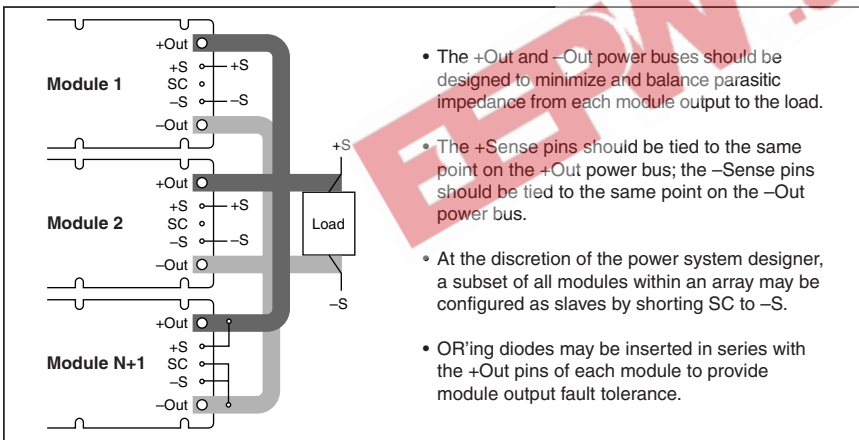 +Out
+S
+S
Module 1
SC
–S
–S
–Out
+S
+Out
+S
+S
Module 2
SC
Load
–S
–S
–Out
–S
+Out
+S
Module N+1
SC
–S
–Out
• The +Out and –Out power buses should be
designed to minimize and balance parasitic
impedance from each module output to the load.
• The +Sense pins should be tied to the same
point on the +Out power bus; the –Sense pins
should be tied to the same point on the –Out
power bus.
• At the discretion of the power system designer,
a subset of all modules within an array may be
configured as slaves by shorting SC to –S.
• OR'ing diodes may be inserted in series with
the +Out pins of each module to provide
module output fault tolerance.
EEPW.